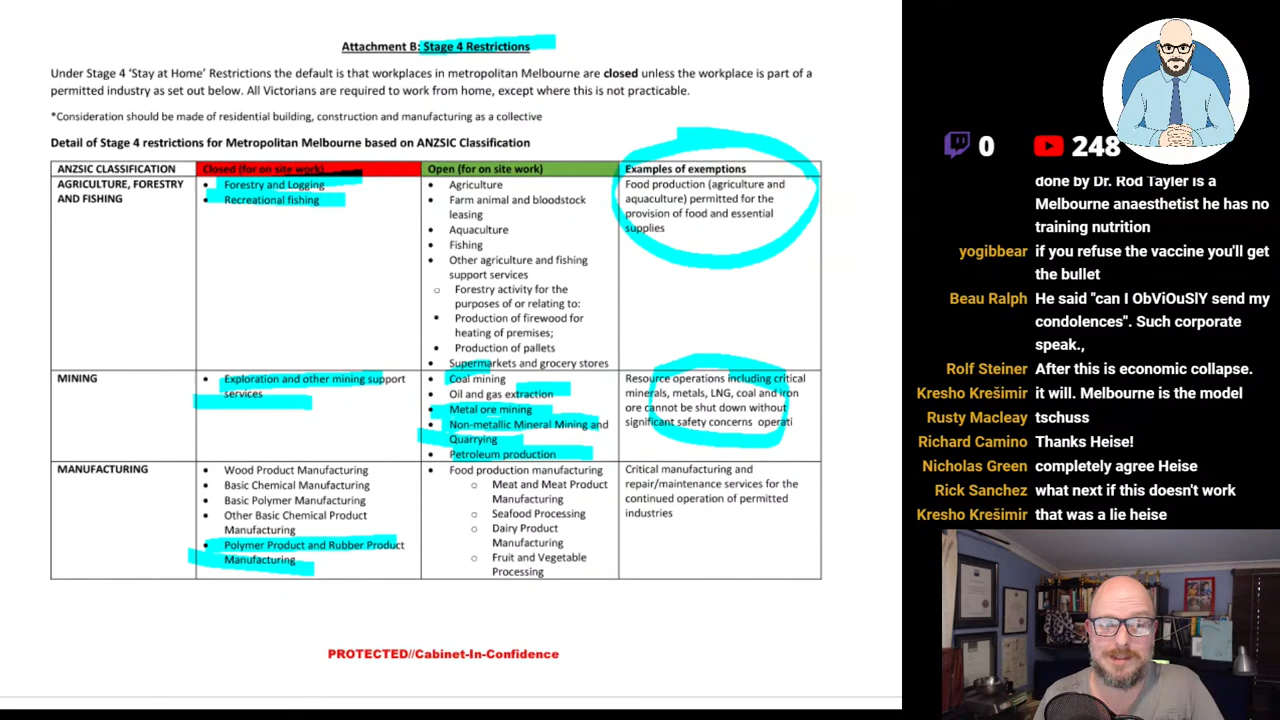 Attachment B: Stage 4 Restrictions
Under Stage 4 ‘Stay at Home’ Restrictions the default is that workplaces in metropolitan Melbourne are closed unless the workplace is part of a
permitted industry as set out below. All Victorians are required to work from home, except where this is not practicable.
*Consideration should be made of residential building, construction and manufacturing as a collective
Detail of Stage 4 restrictions for Metropolitan Melbourne based on ANZSIC Classification
ANZSIC CLASSIFICATION
Closed (for on site work)
Open (for on site work)
Examples of exemptions
AGRICULTURE, FORESTRY
AND FISHING
• Forestry and Logging
• Recreational fishing
• Agriculture
• Farm animal and bloodstock
leasing
• Aquaculture
• Fishing
• Other agriculture and fishing
support services
o Forestry activity for the
purposes of or relating to:
▪ Production of firewood for
heating of premises;
• Production of pallets
• Supermarkets and grocery stores
Food production (agriculture and
aquaculture) permitted for the
provision of food and essential
supplies
MINING
• Exploration and other mining support
services
• Coal mining
• Oil and gas extraction
• Metal ore mining
• Non-metallic Mineral Mining and
Quarrying
• Petroleum production
Resource operations including critical
minerals, metals, LNG, coal and iron
ore cannot be shut down without
significant safety concerns operati
MANUFACTURING
• Wood Product Manufacturing
• Basic Chemical Manufacturing
• Basic Polymer Manufacturing
• Other Basic Chemical Product
Manufacturing
• Polymer Product and Rubber Product
Manufacturing
• Food production manufacturing
o Meat and Meat Product
Manufacturing
o Seafood Processing
o Dairy Product
Manufacturing
o Fruit and Vegetable
Processing
Critical manufacturing and
repair/maintenance services for the
continued operation of permitted
industries
PROTECTED//Cabinet-In-Confidence
0 248
done by Dr. Rod Tayler is a
Melbourne anaesthetist he has no
training nutrition
yogibbear if you refuse the vaccine you'll get
the bullet
Beau Ralph He said "can I ObViOuSlY send my
condolences". Such corporate
speak.,
Rolf Steiner After this is economic collapse.
Kresho Krešimir it will. Melbourne is the model
Rusty Macleay tschuss
Richard Camino Thanks Heise!
Nicholas Green completely agree Heise
Rick Sanchez what next if this doesn't work
Kresho Krešimir that was a lie heise